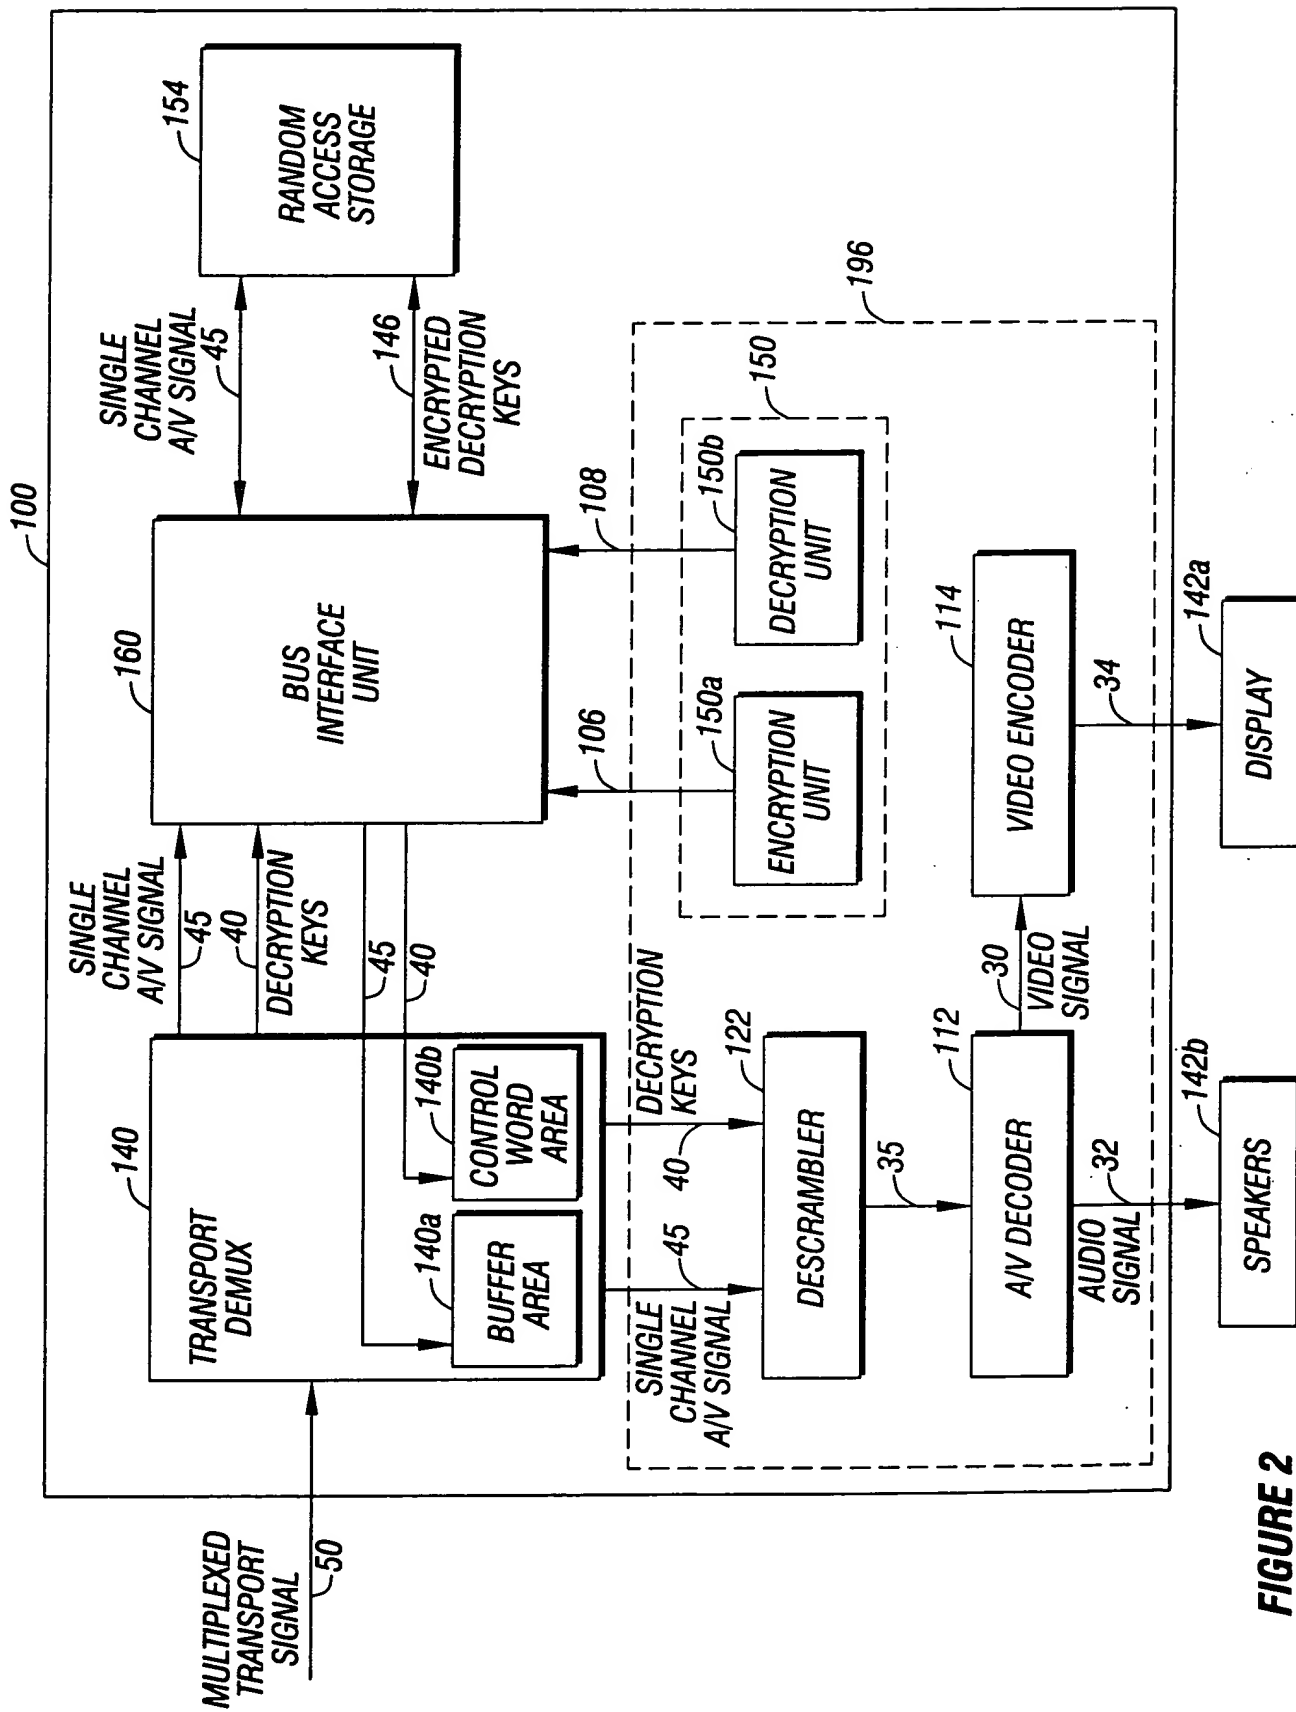 100
MULTIPLEXED
TRANSPORT
SIGNAL
50
140
TRANSPORT
DEMUX
140a
BUFFER
AREA
140b
CONTROL
WORD
AREA
SINGLE
CHANNEL
A/V SIGNAL
45
40
DECRYPTION
KEYS
45
40
160
BUS
INTERFACE
UNIT
SINGLE
CHANNEL
A/V SIGNAL
45
146
ENCRYPTED
DECRYPTION
KEYS
154
RANDOM
ACCESS
STORAGE
106
108
196
SINGLE
CHANNEL
A/V SIGNAL
45
40
DECRYPTION
KEYS
122
DESCRAMBLER
35
150
150a
ENCRYPTION
UNIT
150b
DECRYPTION
UNIT
112
A/V DECODER
30
VIDEO
SIGNAL
114
VIDEO ENCODER
AUDIO
SIGNAL
32
34
142b
SPEAKERS
142a
DISPLAY
FIGURE 2